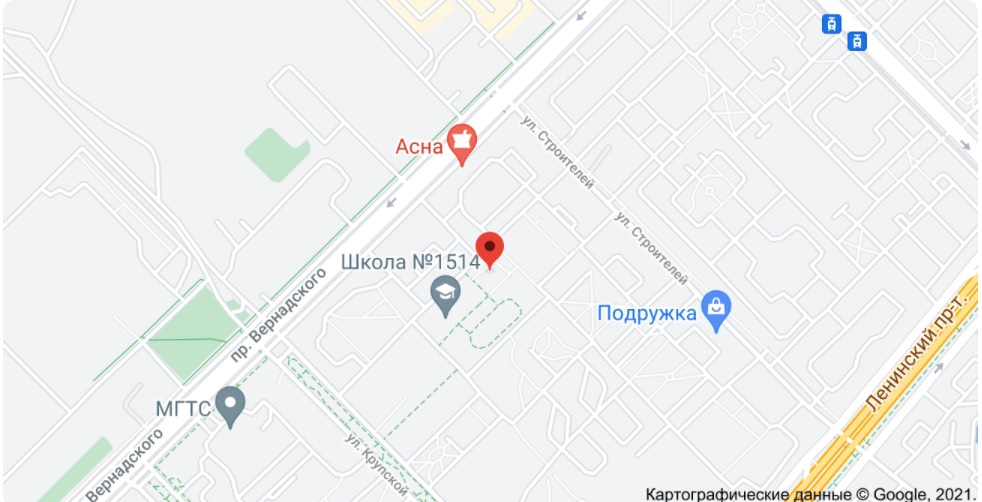 ул. Строителей
Асна
ул. Строителей
Школа №1514
Подружка
пр. Вернадского
Ленинский пр-т.
МГТС
Вернадского
ул. Крупской
Картографические данные © Google, 2021.